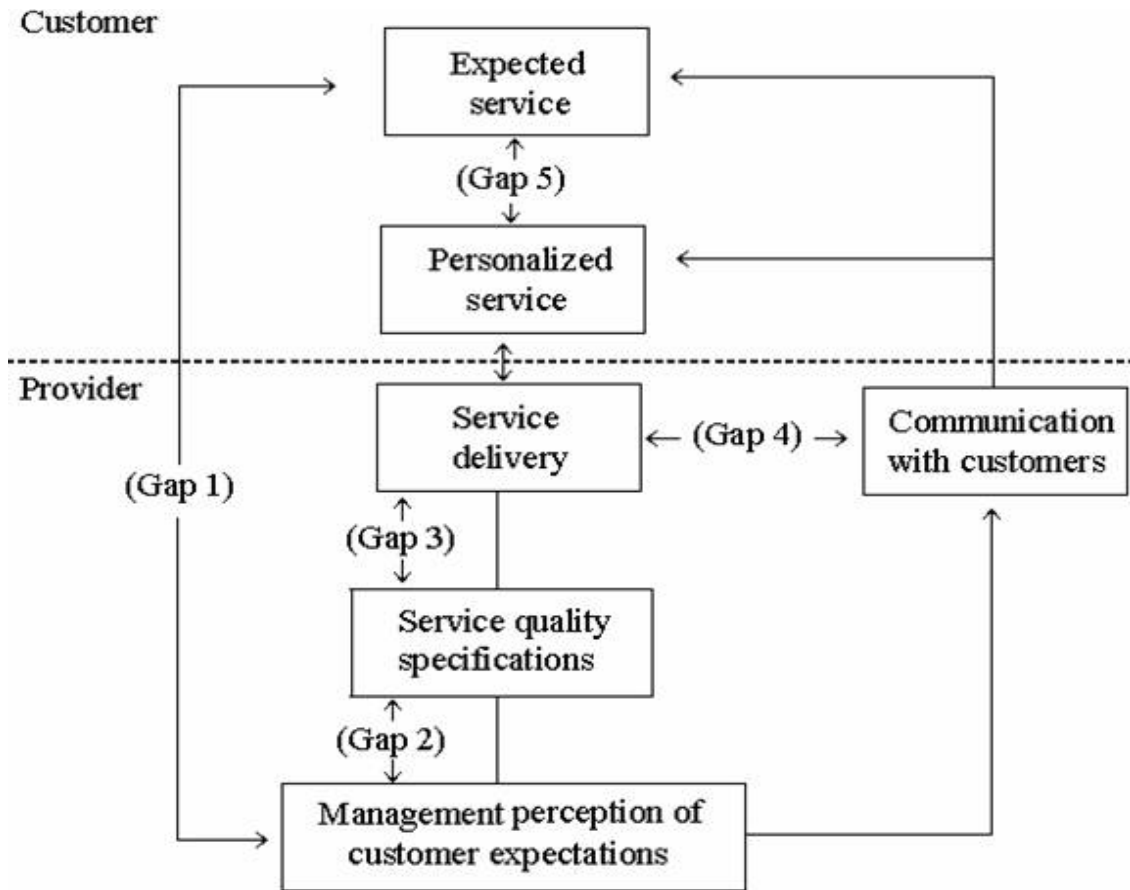 Customer
Expected
service
(Gap 5)
Personalized
service
Provider
Service
delivery
(Gap 4)
Communication
with customers
(Gap 1)
(Gap 3)
Service quality
specifications
(Gap 2)
Management perception of
customer expectations